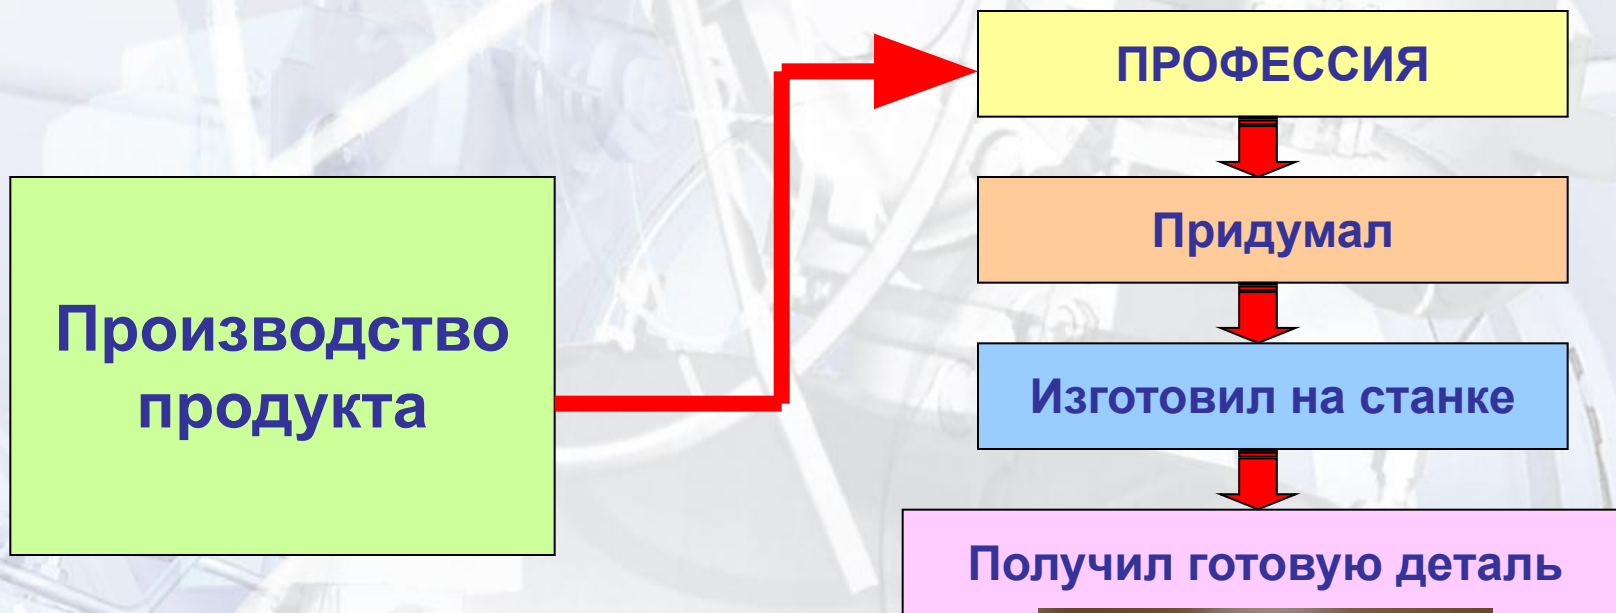 ПРОФЕССИЯ
Придумал
Производство
продукта
Изготовил на станке
Получил готовую деталь